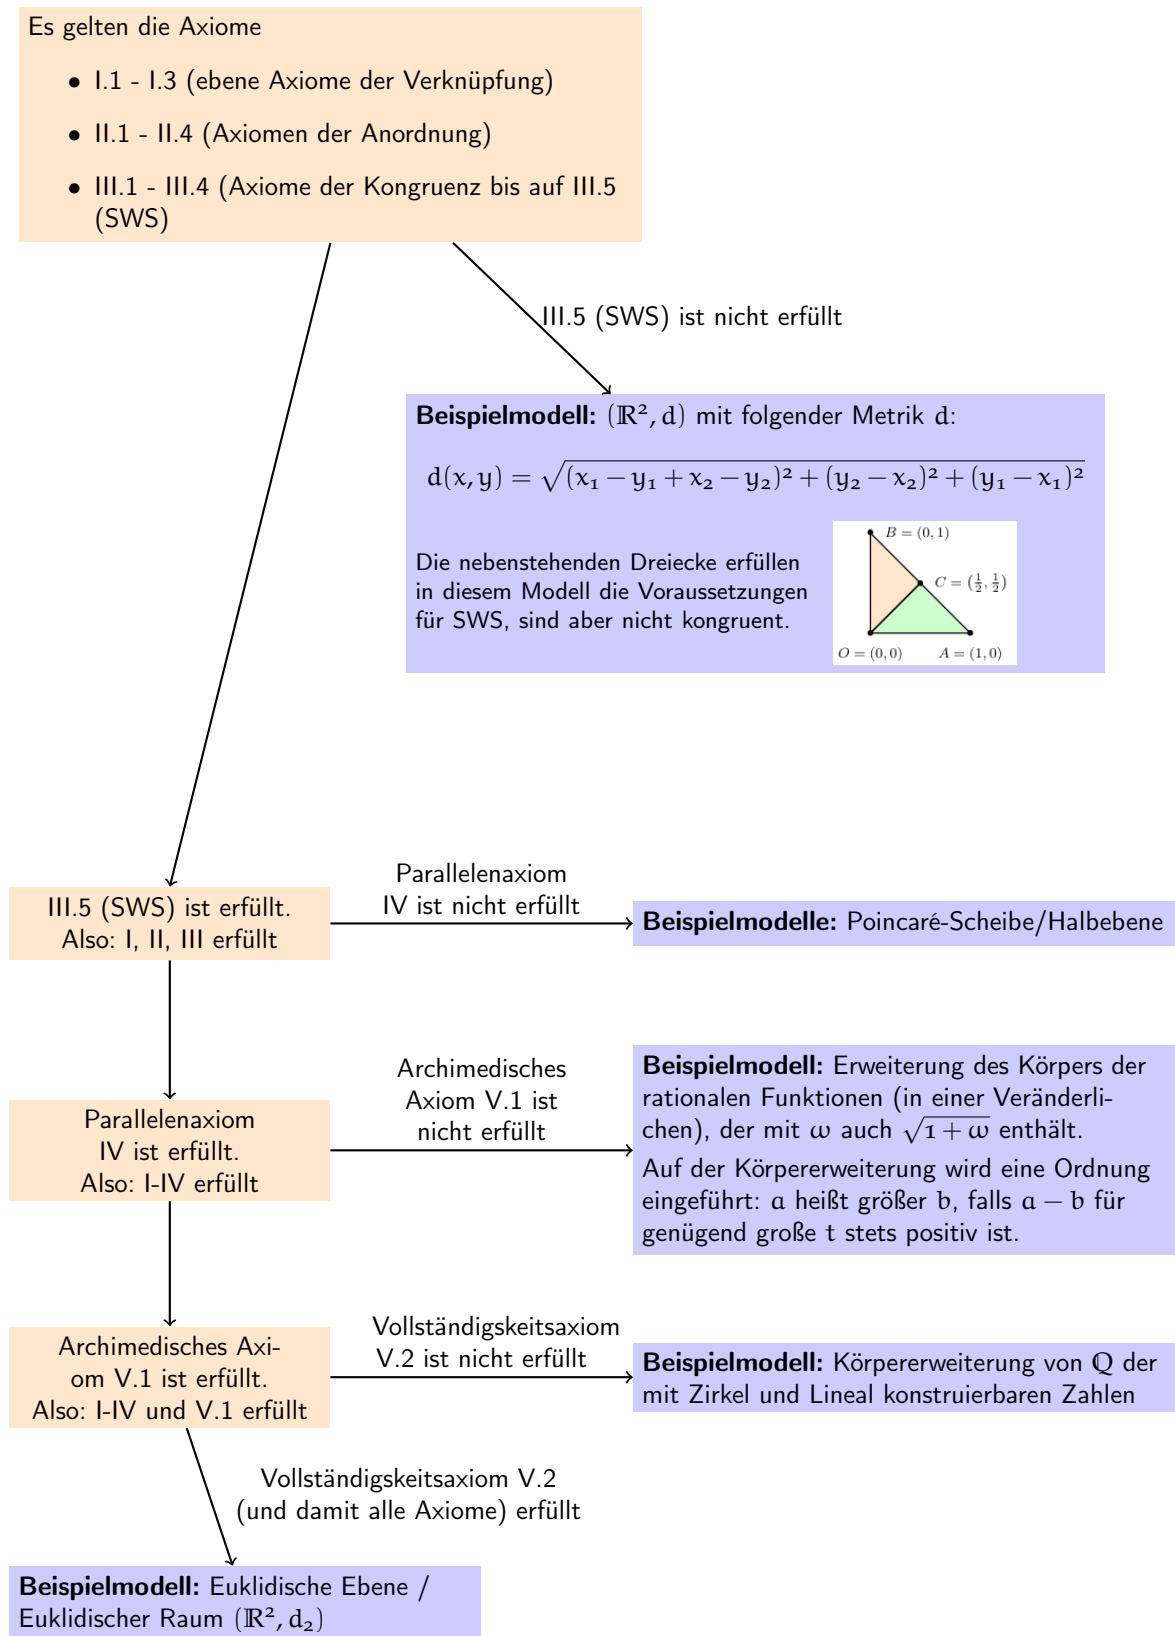 Es gelten die Axiome
• I.1 - I.3 (ebene Axiome der Verknüpfung)
• II.1 - II.4 (Axiomen der Anordnung)
• III.1 - III.4 (Axiome der Kongruenz bis auf III.5
(SWS)
III.5 (SWS) ist nicht erfüllt
Beispielmodell: (ℝ², d) mit folgender Metrik d:
d(x, y) = √((x₁ − y₁ + x₂ − y₂)² + (y₂ − x₂)² + (y₁ − x₁)²)
Die nebenstehenden Dreiecke erfüllen
in diesem Modell die Voraussetzungen
für SWS, sind aber nicht kongruent.
B = (0, 1)
C = (1/2, 1/2)
O = (0, 0)
A = (1, 0)
III.5 (SWS) ist erfüllt.
Also: I, II, III erfüllt
Parallelenaxiom
IV ist nicht erfüllt
Beispielmodelle: Poincaré-Scheibe/Halbebene
Parallelenaxiom
IV ist erfüllt.
Also: I-IV erfüllt
Archimedisches
Axiom V.1 ist
nicht erfüllt
Beispielmodell: Erweiterung des Körpers der
rationalen Funktionen (in einer Veränderli-
chen), der mit ω auch √(1 + ω) enthält.
Auf der Körpererweiterung wird eine Ordnung
eingeführt: a heißt größer b, falls a − b für
genügend große t stets positiv ist.
Archimedisches Axi-
om V.1 ist erfüllt.
Also: I-IV und V.1 erfüllt
Vollständigskeitsaxiom
V.2 ist nicht erfüllt
Beispielmodell: Körpererweiterung von ℚ der
mit Zirkel und Lineal konstruierbaren Zahlen
Vollständigskeitsaxiom V.2
(und damit alle Axiome) erfüllt
Beispielmodell: Euklidische Ebene /
Euklidischer Raum (ℝ², d₂)